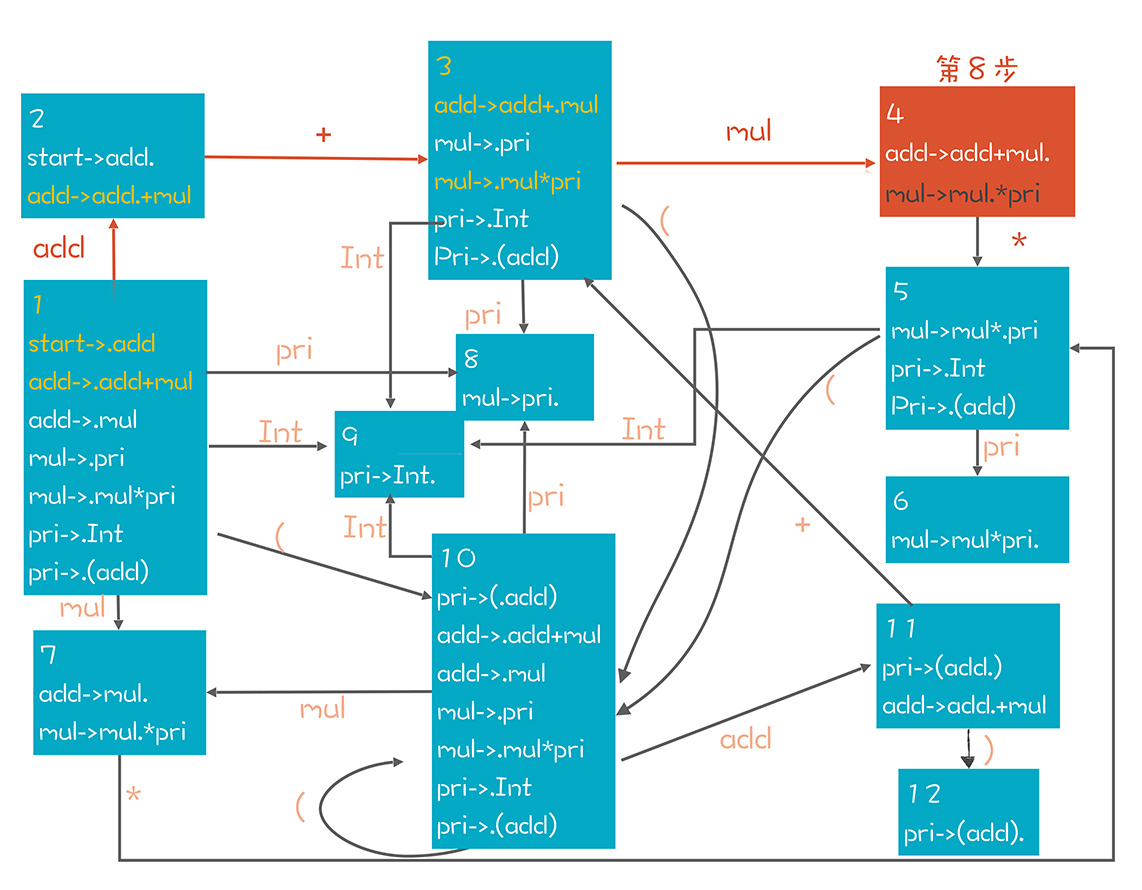 第8步
2
start->add.
add->add.+mul
+
3
add->add+.mul
mul->.pri
mul->.mul*pri
pri->.Int
Pri->.(add)
mul
4
add->add+mul.
mul->mul.*pri
add
Int
(
*
1
start->.add
add->.add+mul
add->.mul
mul->.pri
mul->.mul*pri
pri->.Int
pri->.(add)
pri
pri
8
mul->pri.
5
mul->mul*.pri
pri->.Int
Pri->.(add)
(
Int
9
pri->Int.
Int
pri
6
mul->mul*pri.
(
Int
pri
+
mul
10
pri->(.add)
add->.add+mul
add->.mul
mul->.pri
mul->.mul*pri
pri->.Int
pri->.(add)
7
add->mul.
mul->mul.*pri
mul
11
pri->(add.)
add->add.+mul
add
)
*
(
12
pri->(add).